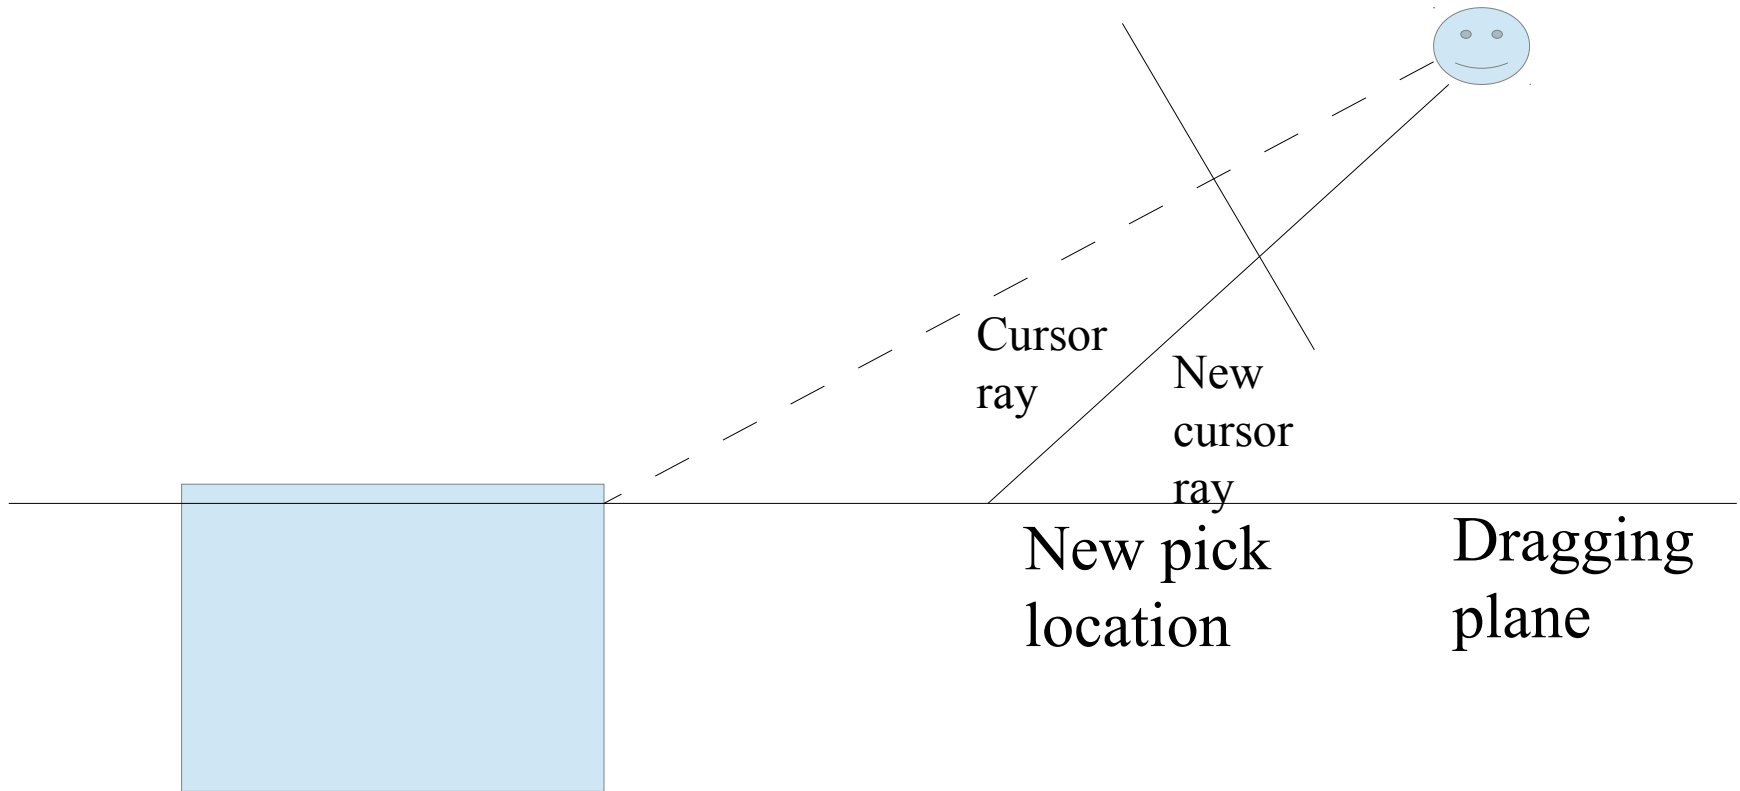 Cursor
ray
New
cursor
ray
New pick
location
Dragging
plane